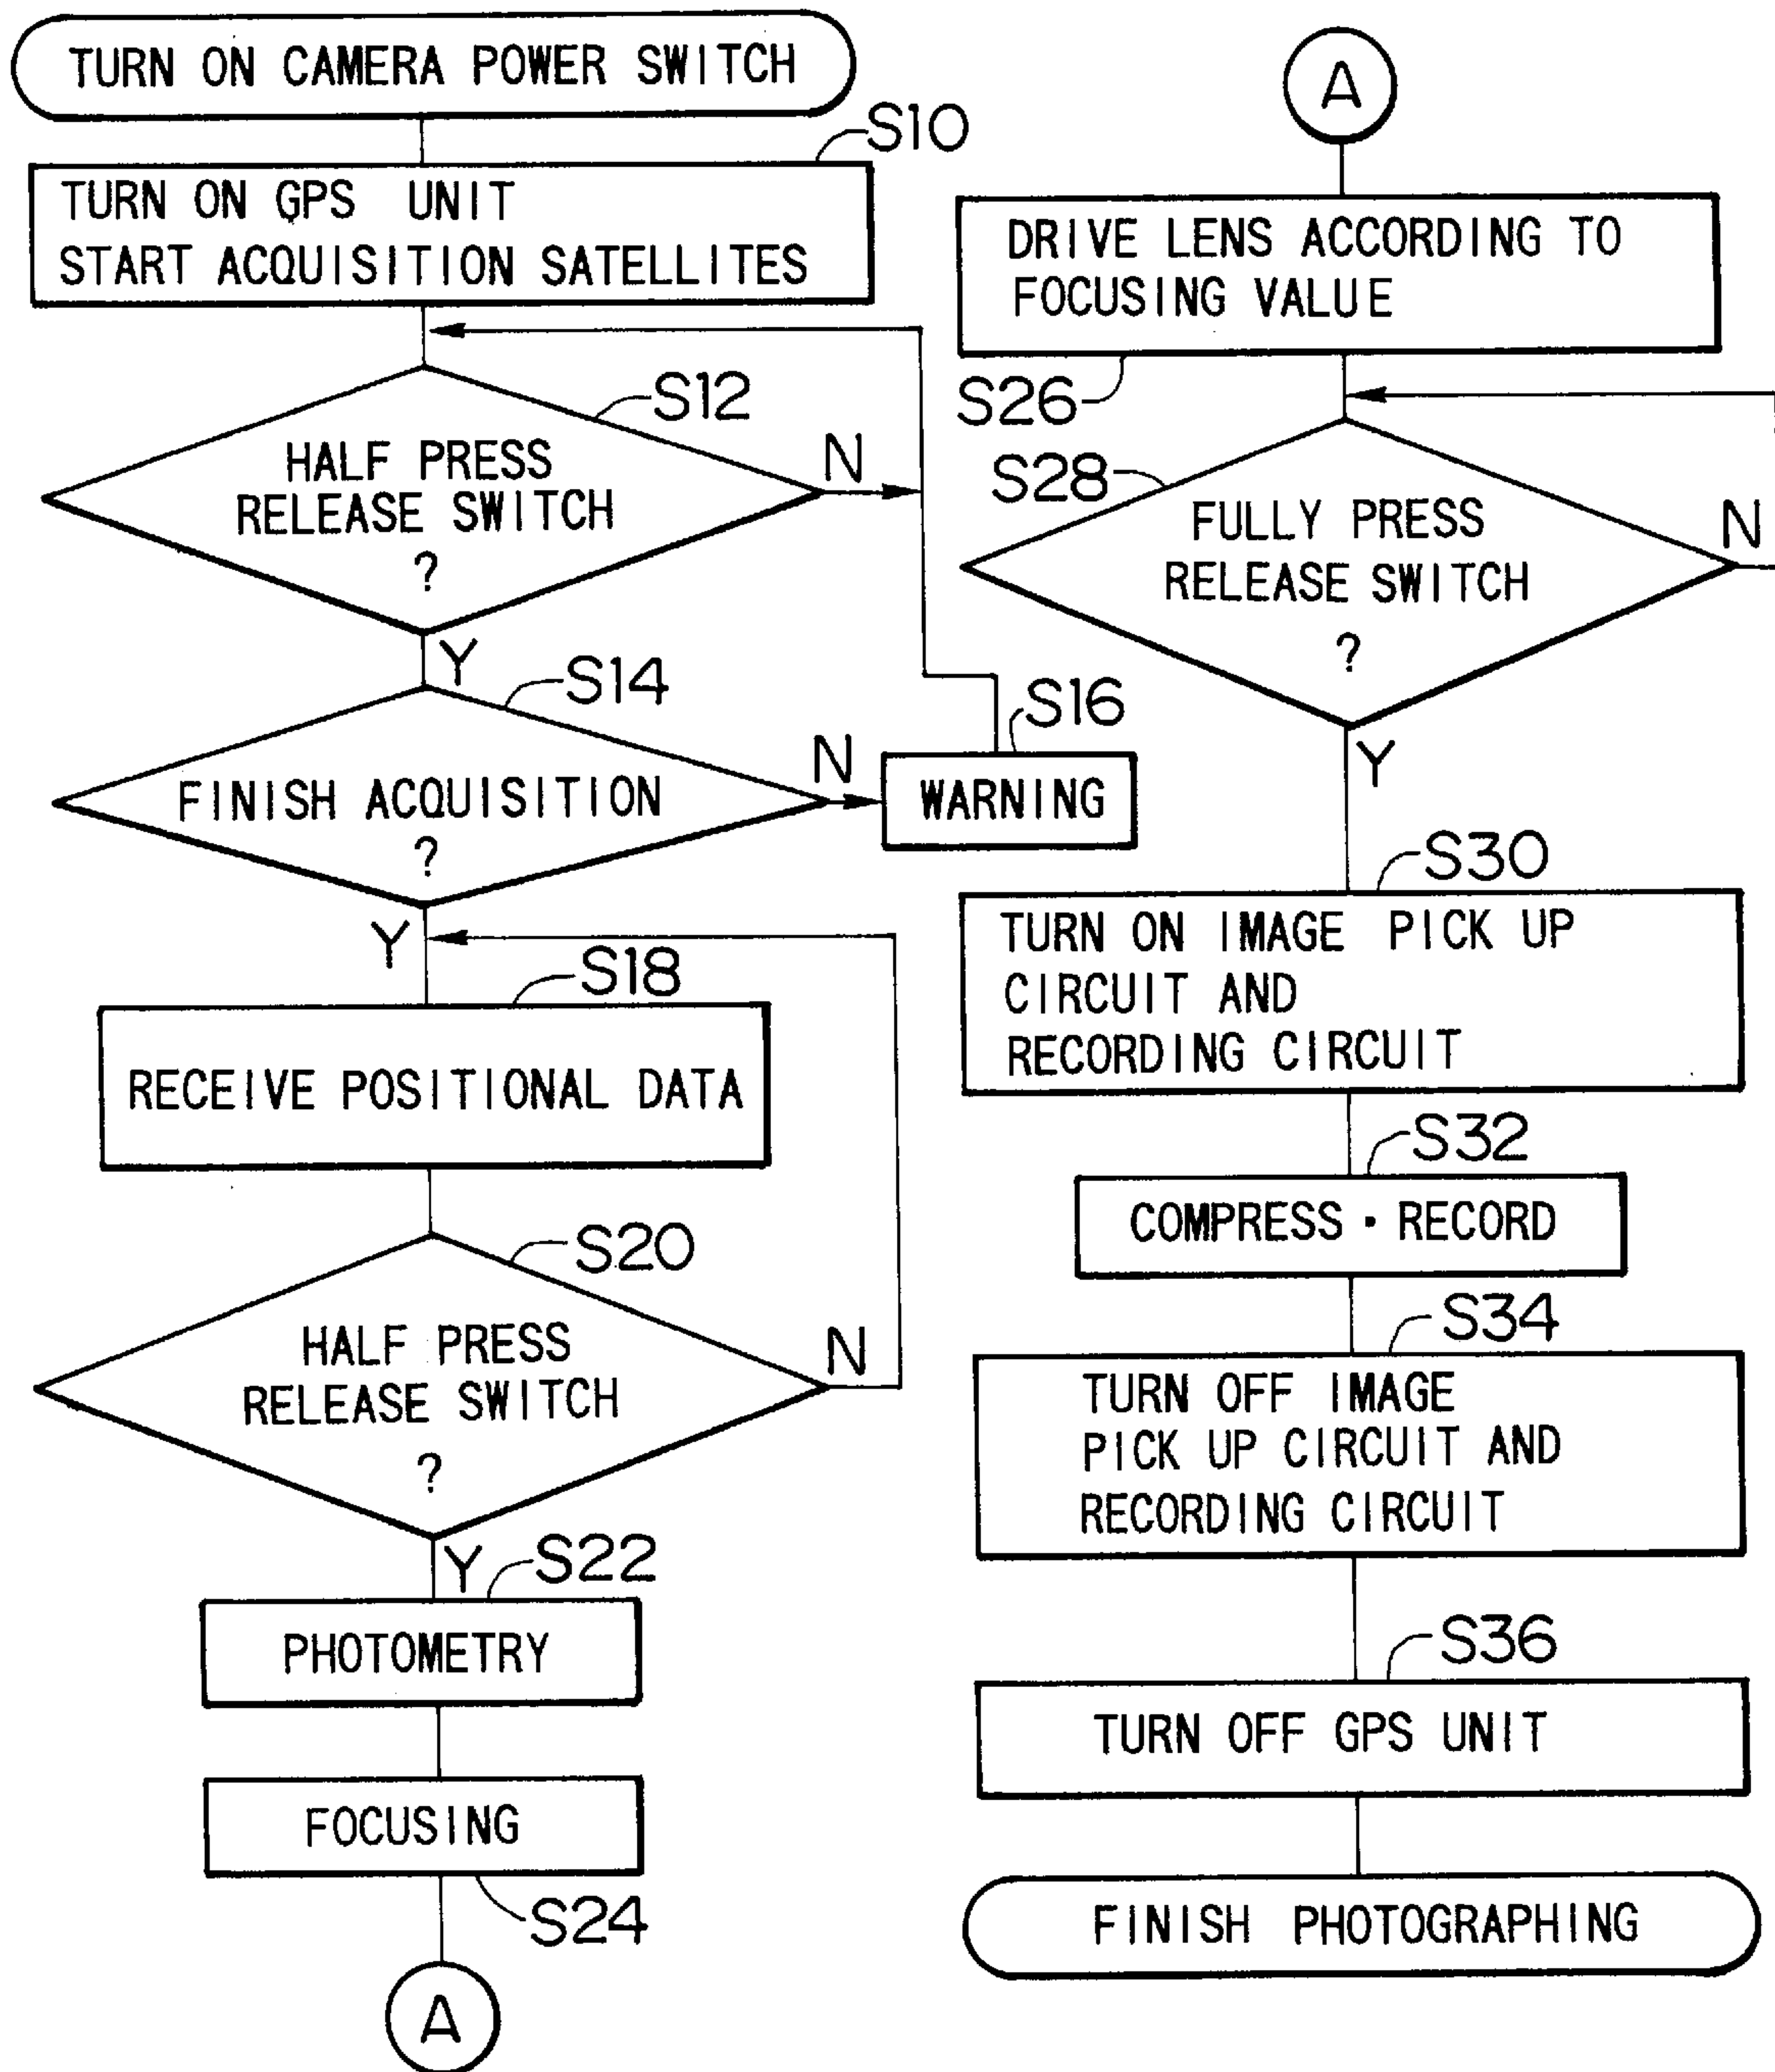 TURN ON CAMERA POWER SWITCH
S10
TURN ON GPS UNIT
START ACQUISITION SATELLITES
S12
HALF PRESS
RELEASE SWITCH
?
N
Y
S14
FINISH ACQUISITION
?
N
S16
WARNING
Y
S18
RECEIVE POSITIONAL DATA
S20
HALF PRESS
RELEASE SWITCH
?
N
Y
S22
PHOTOMETRY
FOCUSING
S24
A
A
DRIVE LENS ACCORDING TO
FOCUSING VALUE
S26
S28
FULLY PRESS
RELEASE SWITCH
?
N
Y
S30
TURN ON IMAGE PICK UP
CIRCUIT AND
RECORDING CIRCUIT
S32
COMPRESS · RECORD
S34
TURN OFF IMAGE
PICK UP CIRCUIT AND
RECORDING CIRCUIT
S36
TURN OFF GPS UNIT
FINISH PHOTOGRAPHING